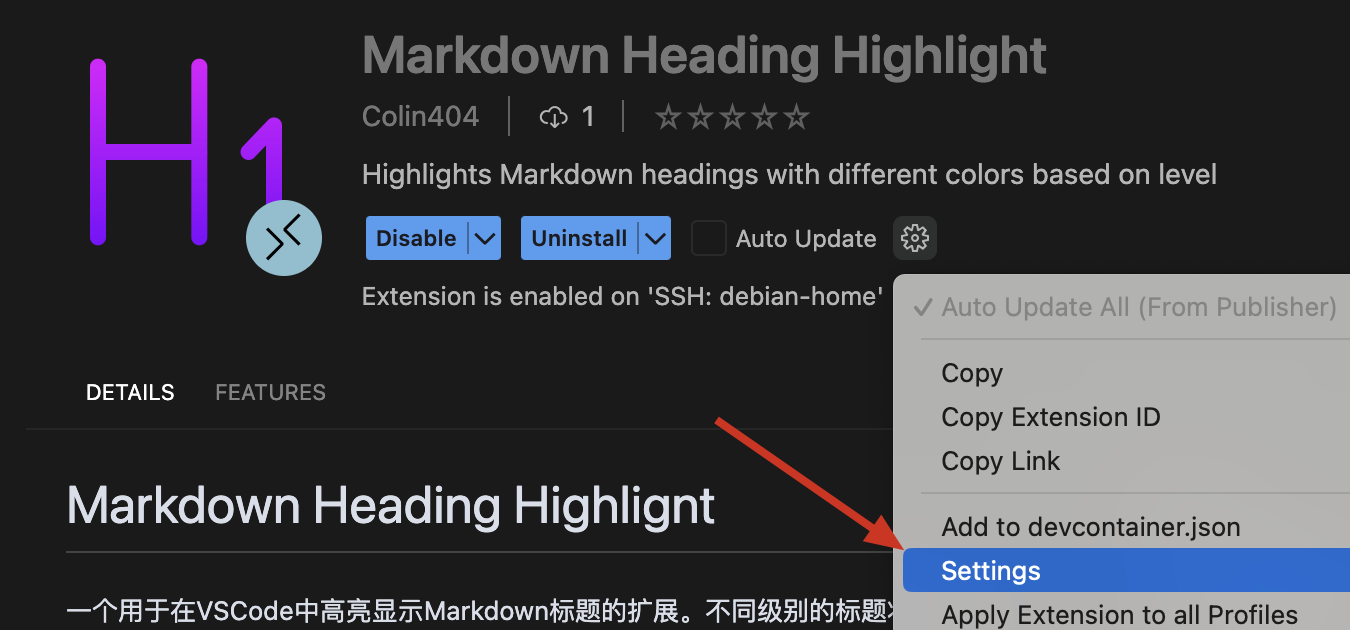 H1
Markdown Heading Highlight
Colin404 1
Highlights Markdown headings with different colors based on level
Disable Uninstall Auto Update
Extension is enabled on 'SSH: debian-home'
Auto Update All (From Publisher)
Copy
Copy Extension ID
Copy Link
Add to devcontainer.json
Settings
Apply Extension to all Profiles
DETAILS FEATURES
Markdown Heading Highlignt
一个用于在VSCode中高亮显示Markdown标题的扩展。不同级别的标题